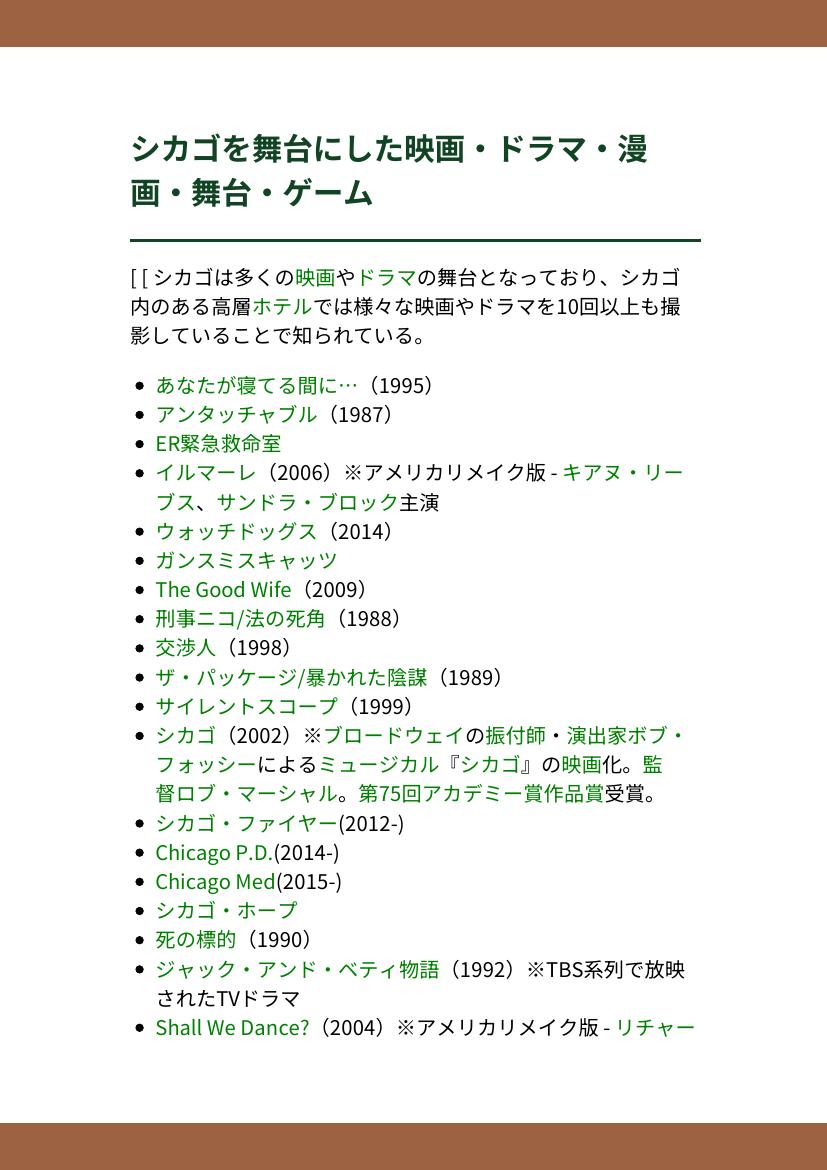 シカゴを舞台にした映画・ドラマ・漫
画・舞台・ゲーム
[ [ シカゴは多くの映画やドラマの舞台となっており、シカゴ
内のある高層ホテルでは様々な映画やドラマを10回以上も撮
影していることで知られている。
• あなたが寝てる間に…（1995）
• アンタッチャブル（1987）
• ER緊急救命室
• イルマーレ（2006）※アメリカリメイク版 - キアヌ・リー
ブス、サンドラ・ブロック主演
• ウォッチドッグス（2014）
• ガンスミスキャッツ
• The Good Wife（2009）
• 刑事ニコ/法の死角（1988）
• 交渉人（1998）
• ザ・パッケージ/暴かれた陰謀（1989）
• サイレントスコープ（1999）
• シカゴ（2002）※ブロードウェイの振付師・演出家ボブ・
フォッシーによるミュージカル『シカゴ』の映画化。監
督ロブ・マーシャル。第75回アカデミー賞作品賞受賞。
• シカゴ・ファイヤー(2012-)
• Chicago P.D.(2014-)
• Chicago Med(2015-)
• シカゴ・ホープ
• 死の標的（1990）
• ジャック・アンド・ベティ物語（1992）※TBS系列で放映
されたTVドラマ
• Shall We Dance?（2004）※アメリカリメイク版 - リチャー